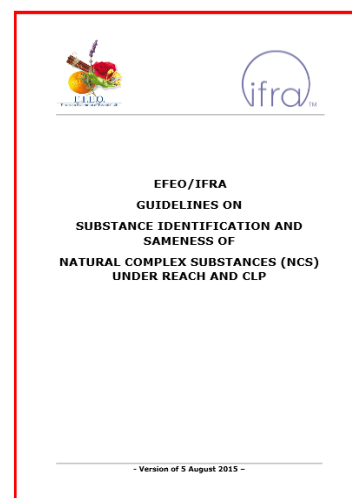 E.F.E.O.
ifra TM
EFEO/IFRA
GUIDELINES ON
SUBSTANCE IDENTIFICATION AND
SAMENESS OF
NATURAL COMPLEX SUBSTANCES (NCS)
UNDER REACH AND CLP
- Version of 5 August 2015 –